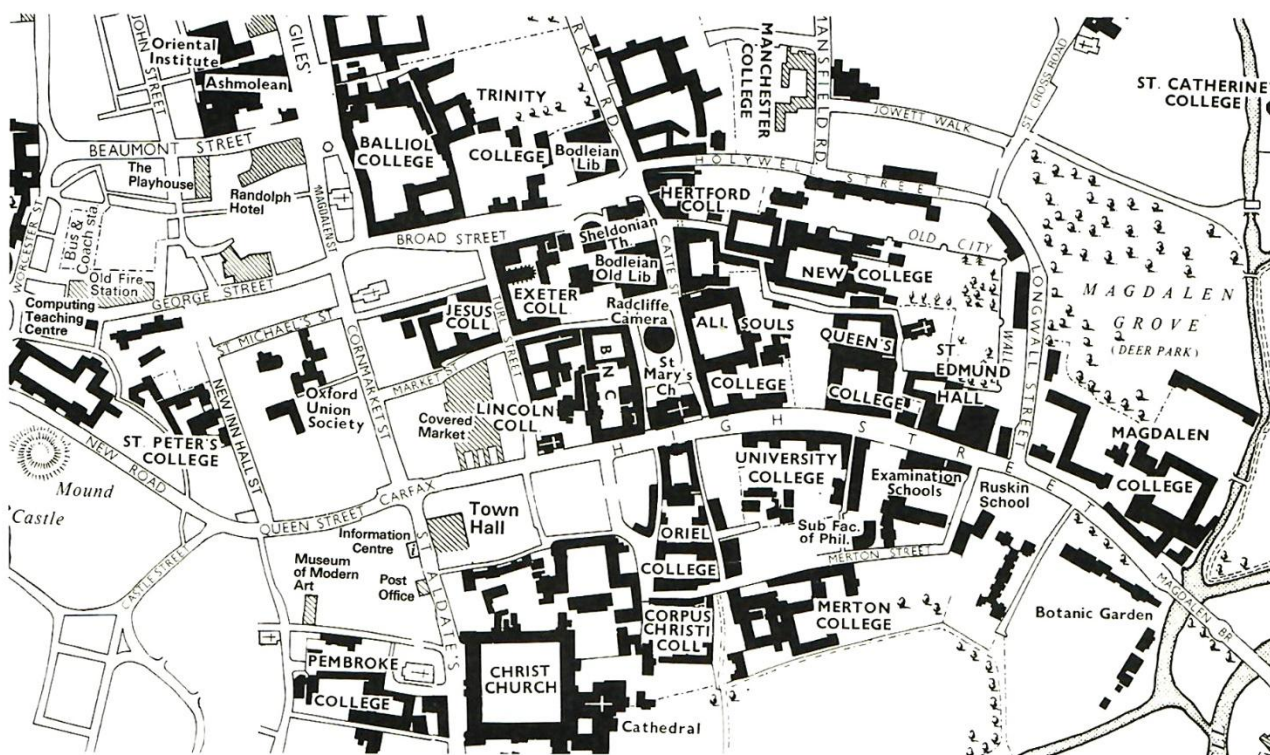 JOHN STREET
Oriental
Institute
Ashmolean
GILES'
BEAUMONT STREET
The
Playhouse
Randolph
Hotel
MAGDALEN ST
WORCESTER ST
Bus &
Coach sta
Old Fire
Station
GEORGE STREET
Computing
Teaching
Centre
ST MICHAEL'S ST
NEW INN HALL ST
ST. PETER'S
COLLEGE
NEW ROAD
Mound
Castle
CASTLE STREET
BALLIOL
COLLEGE
TRINITY
COLLEGE
Bodleian
Lib
RKS RD.
BROAD STREET
Sheldonian
Th.
Bodleian
Old Lib
Radcliffe
Camera
CATTE ST
EXETER
COLL.
JESUS
COLL.
TURL STREET
MARKET ST
CORNMARKET ST
Oxford
Union
Society
Covered
Market
LINCOLN
COLL.
B N C
St
Mary's
Ch
MANCHESTER
COLLEGE
MANSFIELD RD
JOWETT WALK
ST CROSS ROAD
ST. CATHERINE
COLLEGE
HOLYWELL STREET
HERTFORD
COLL.
NEW COLLEGE
OLD CITY
WALL
ALL SOULS
COLLEGE
QUEEN'S
COLLEGE
ST.
EDMUND
HALL
LONGWALL STREET
MAGDALEN
GROVE
(DEER PARK)
MAGDALEN
COLLEGE
HIGH STREET
CARFAX
QUEEN STREET
Information
Centre
i
Museum
of Modern
Art
Post
Office
Town
Hall
ST ALDATE'S
PEMBROKE
COLLEGE
CHRIST
CHURCH
Cathedral
ORIEL
COLLEGE
CORPUS
CHRISTI
COLL
UNIVERSITY
COLLEGE
Examination
Schools
Ruskin
School
Sub Fac.
of Phil.
MERTON STREET
MERTON
COLLEGE
Botanic Garden
MAGDALEN BR